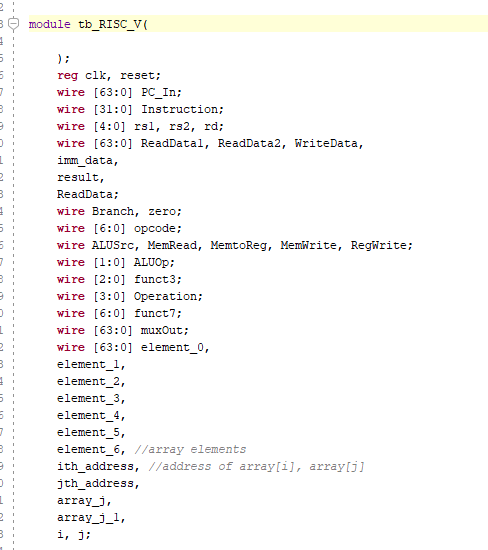 module tb_RISC_V(
);
reg clk, reset;
wire [63:0] PC_In;
wire [31:0] Instruction;
wire [4:0] rs1, rs2, rd;
wire [63:0] ReadData1, ReadData2, WriteData,
imm_data,
result,
ReadData;
wire Branch, zero;
wire [6:0] opcode;
wire ALUSrc, MemRead, MemtoReg, MemWrite, RegWrite;
wire [1:0] ALUOp;
wire [2:0] funct3;
wire [3:0] Operation;
wire [6:0] funct7;
wire [63:0] muxOut;
wire [63:0] element_0,
element_1,
element_2,
element_3,
element_4,
element_5,
element_6, //array elements
ith_address, //address of array[i], array[j]
jth_address,
array_j,
array_j_1,
i, j;